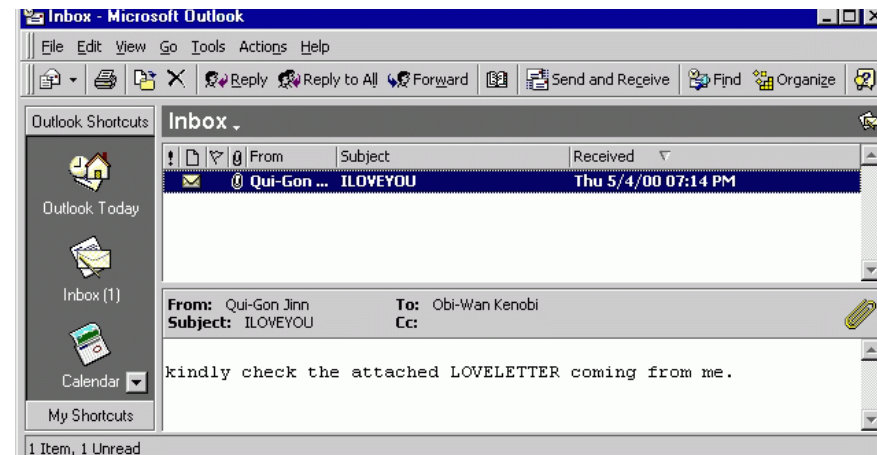 Inbox - Microsoft Outlook
File Edit View Go Tools Actions Help
Reply Reply to All Forward Send and Receive Find Organize
Outlook Shortcuts Inbox
! From Subject Received
Qui-Gon ... ILOVEYOU Thu 5/4/00 07:14 PM
Outlook Today
Inbox (1)
From: Qui-Gon Jinn To: Obi-Wan Kenobi
Subject: ILOVEYOU Cc:
kindly check the attached LOVELETTER coming from me.
Calendar
My Shortcuts
1 Item, 1 Unread